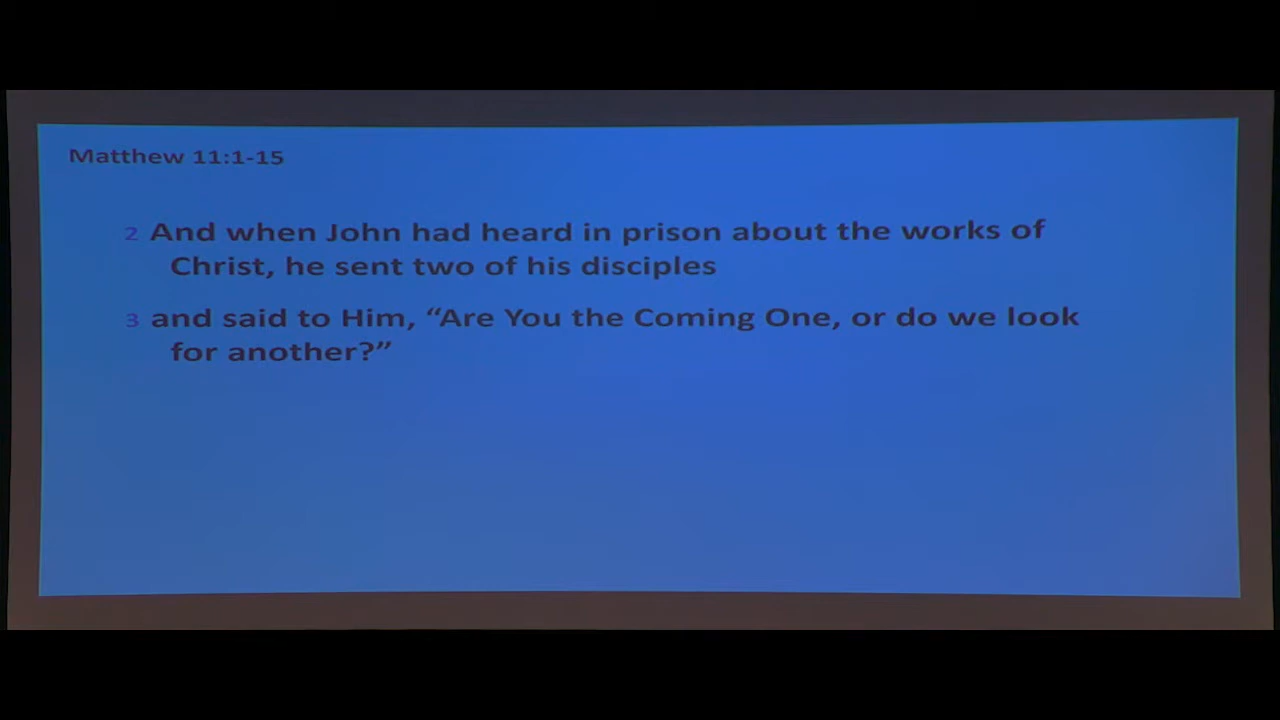 Matthew 11:1-15
2 And when John had heard in prison about the works of
Christ, he sent two of his disciples
3 and said to Him, “Are You the Coming One, or do we look
for another?”